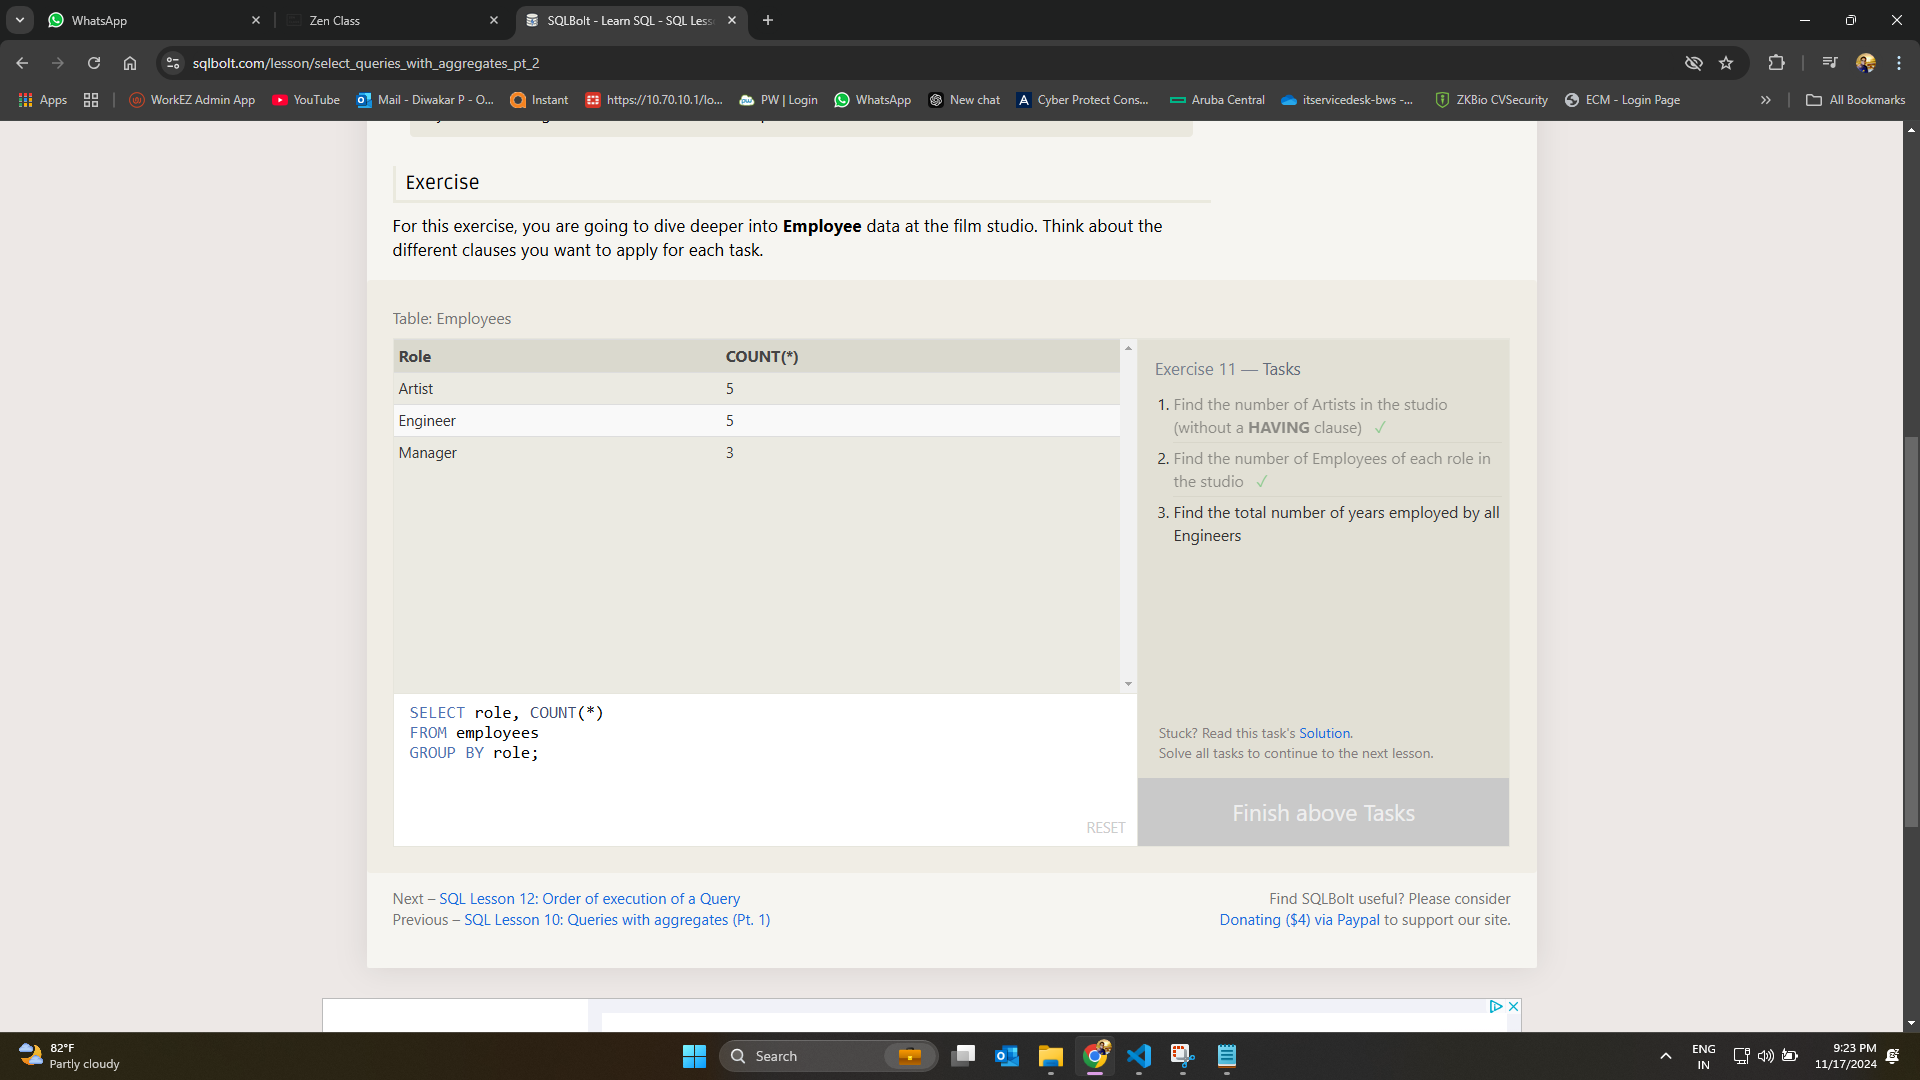 WhatsApp
Zen Class
SQLBolt - Learn SQL - SQL Less
sqlbolt.com/lesson/select_queries_with_aggregates_pt_2
Apps
WorkEZ Admin App
YouTube
Mail - Diwakar P - O...
Instant
https://10.70.10.1/lo...
PW | Login
WhatsApp
New chat
Cyber Protect Cons...
Aruba Central
itservicedesk-bws -...
ZKBio CVSecurity
ECM - Login Page
All Bookmarks
Exercise
For this exercise, you are going to dive deeper into Employee data at the film studio. Think about the
different clauses you want to apply for each task.
Table: Employees
Role COUNT(*)
Artist 5
Engineer 5
Manager 3
SELECT role, COUNT(*)
FROM employees
GROUP BY role;
RESET
Exercise 11 — Tasks
1. Find the number of Artists in the studio
(without a HAVING clause) ✓
2. Find the number of Employees of each role in
the studio ✓
3. Find the total number of years employed by all
Engineers
Stuck? Read this task's Solution.
Solve all tasks to continue to the next lesson.
Finish above Tasks
Next – SQL Lesson 12: Order of execution of a Query
Previous – SQL Lesson 10: Queries with aggregates (Pt. 1)
Find SQLBolt useful? Please consider
Donating ($4) via Paypal to support our site.
82°F
Partly cloudy
Search
ENG
IN
9:23 PM
11/17/2024